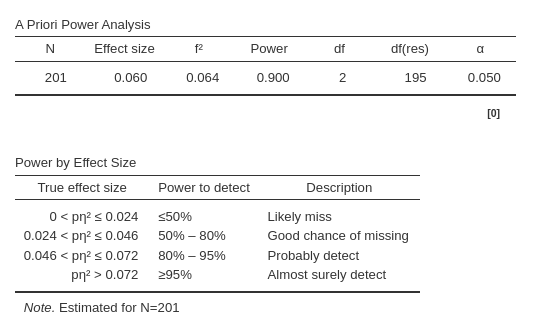 A Priori Power Analysis
N Effect size f² Power df df(res) α
201 0.060 0.064 0.900 2 195 0.050
[0]
Power by Effect Size
True effect size Power to detect Description
0 < pη² ≤ 0.024 ≤50% Likely miss
0.024 < pη² ≤ 0.046 50% – 80% Good chance of missing
0.046 < pη² ≤ 0.072 80% – 95% Probably detect
pη² > 0.072 ≥95% Almost surely detect
Note. Estimated for N=201